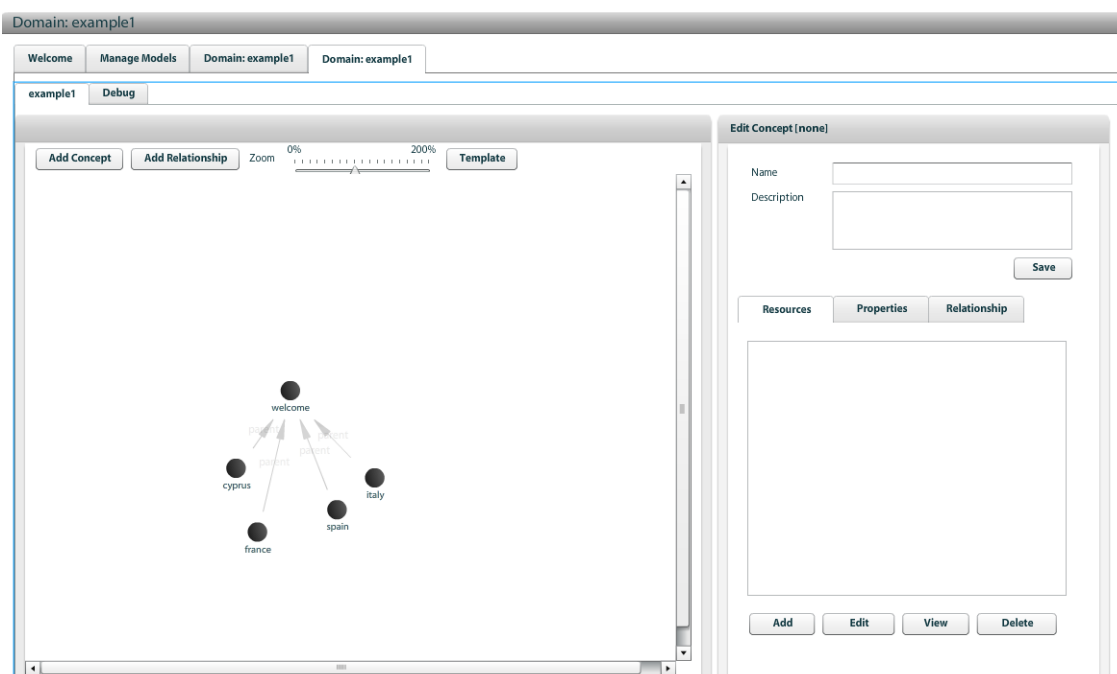 Domain: example1
Welcome
Manage Models
Domain: example1
Domain: example1
example1
Debug
Edit Concept [none]
Add Concept
Add Relationship
Zoom
0%
200%
Template
Name
Description
Save
Resources
Properties
Relationship
welcome
parent
parent
parent
parent
cyprus
italy
spain
france
Add
Edit
View
Delete